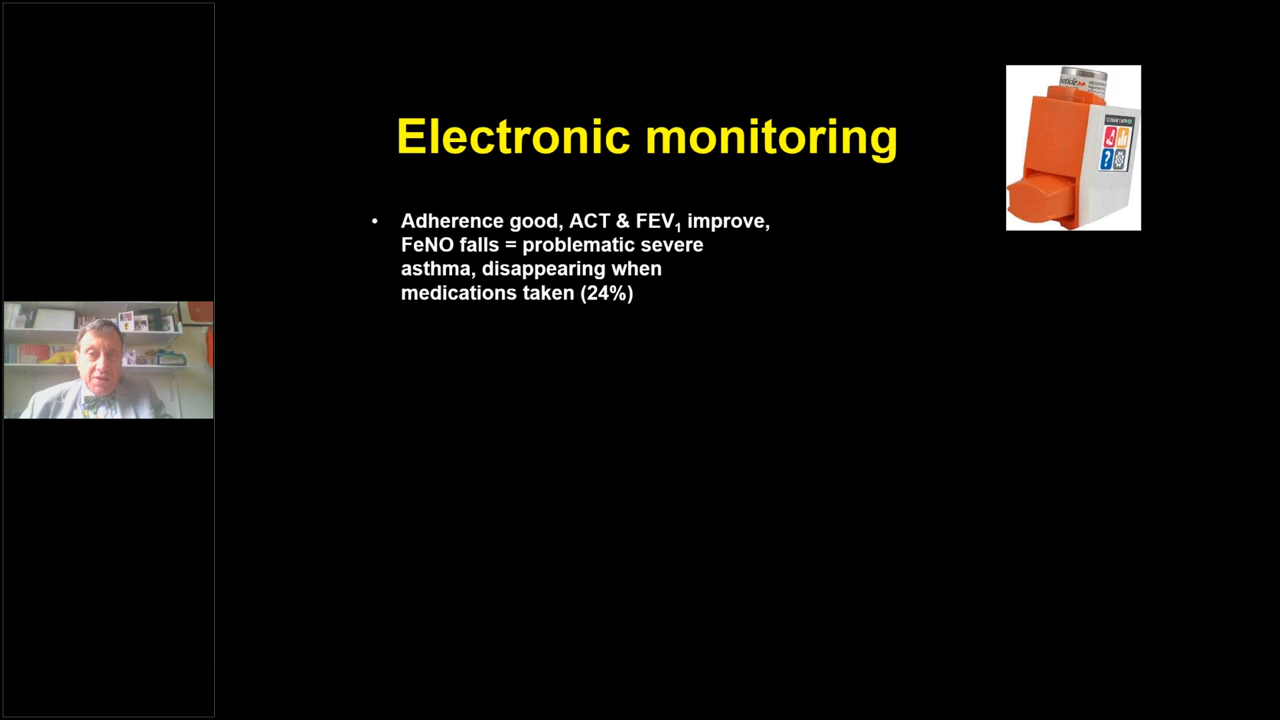 Electronic monitoring
• Adherence good, ACT & FEV₁ improve,
FeNO falls = problematic severe
asthma, disappearing when
medications taken (24%)
?